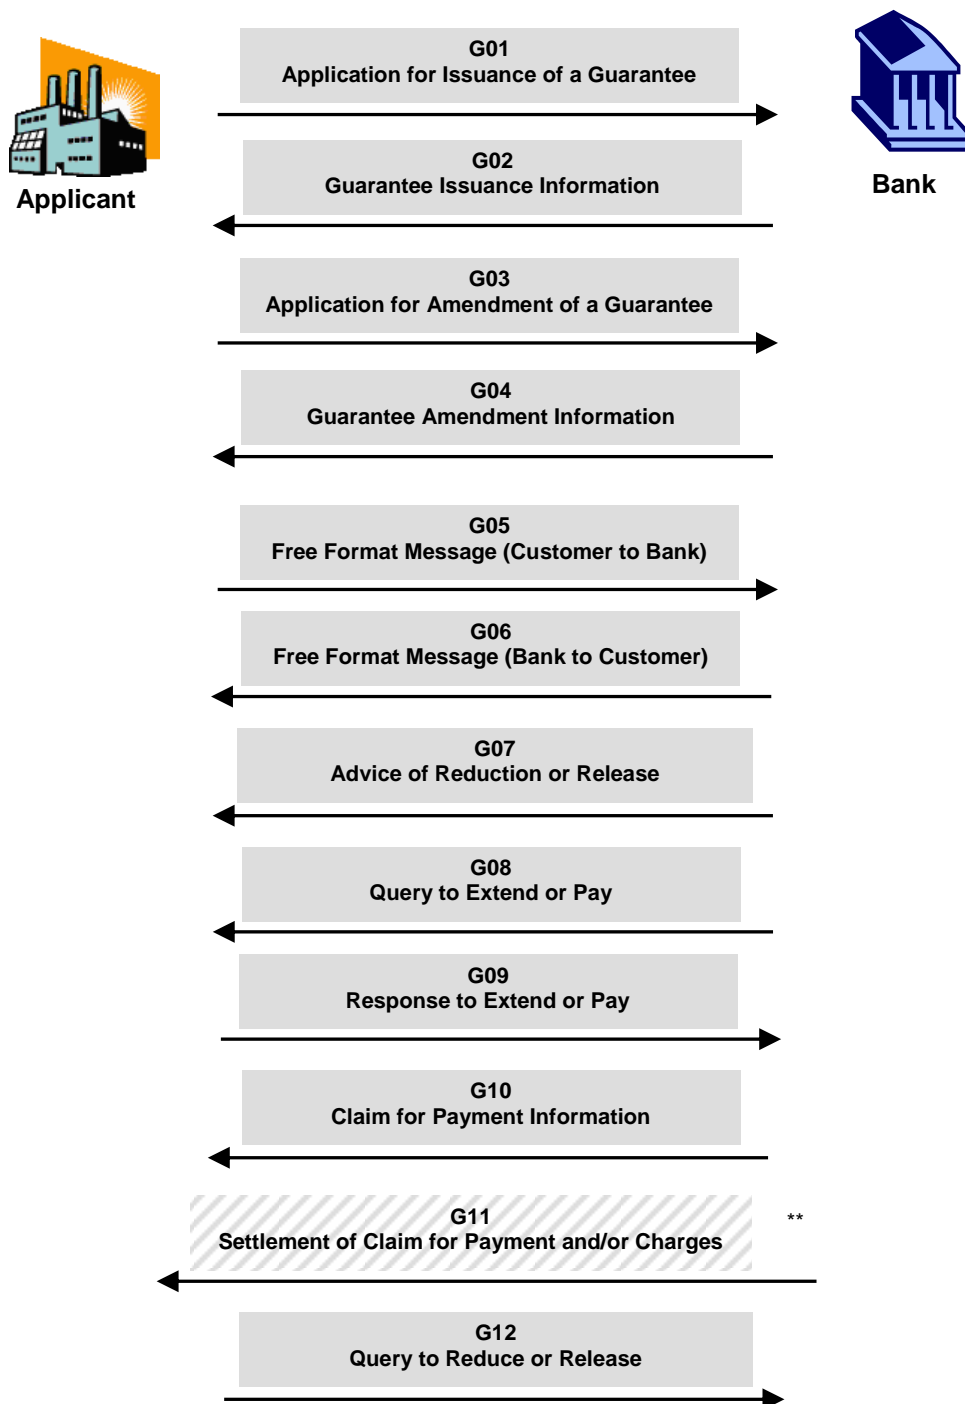 G01
Application for Issuance of a Guarantee
Applicant
Bank
G02
Guarantee Issuance Information
G03
Application for Amendment of a Guarantee
G04
Guarantee Amendment Information
G05
Free Format Message (Customer to Bank)
G06
Free Format Message (Bank to Customer)
G07
Advice of Reduction or Release
G08
Query to Extend or Pay
G09
Response to Extend or Pay
G10
Claim for Payment Information
G11
**
Settlement of Claim for Payment and/or Charges
G12
Query to Reduce or Release